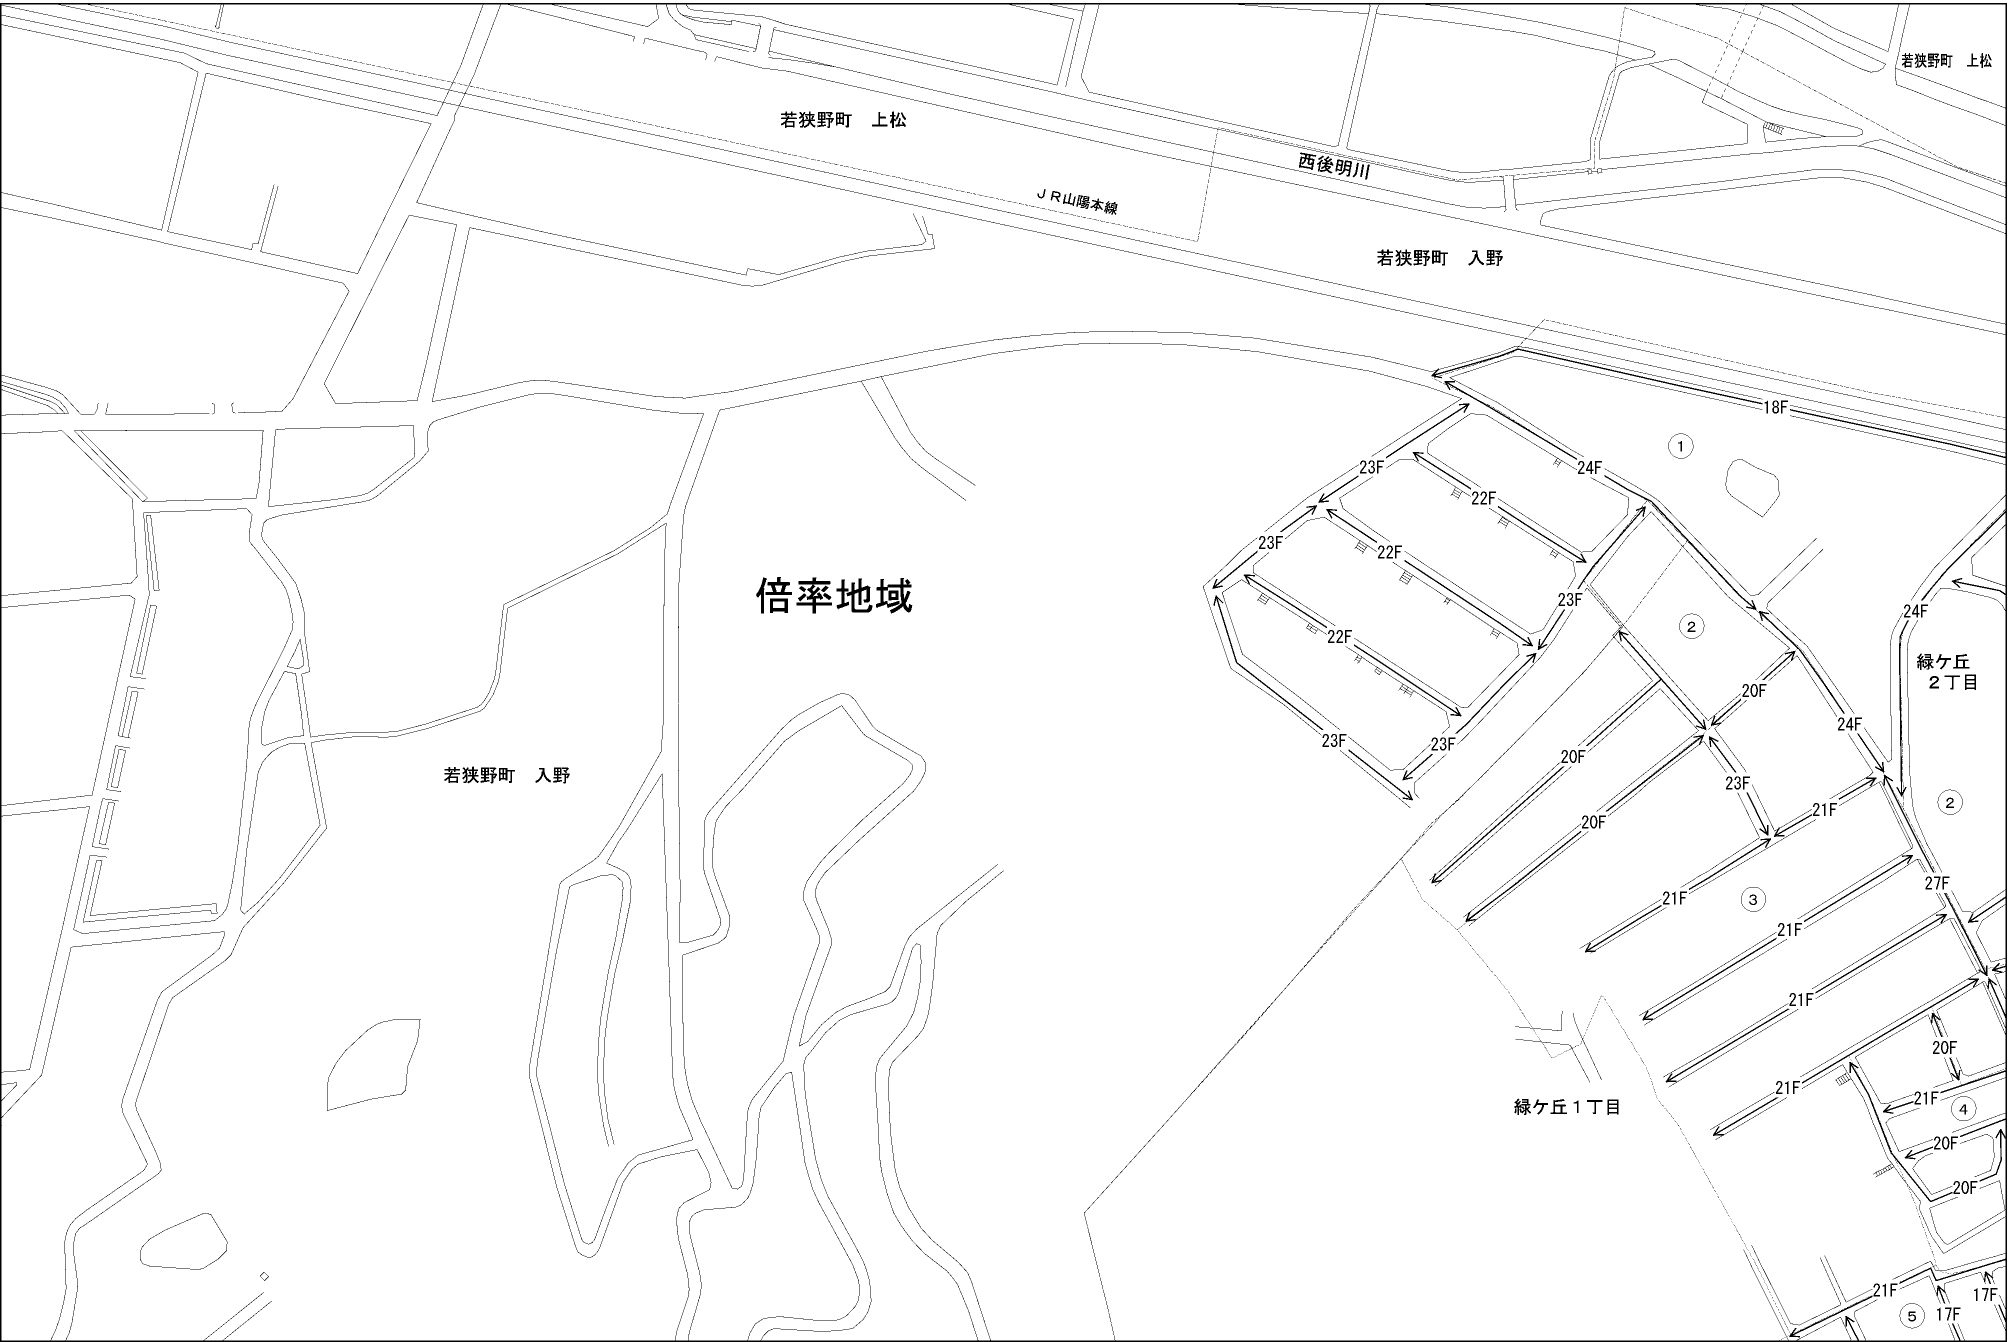 若狭野町　上松
若狭野町　上松
西後明川
ＪＲ山陽本線
若狭野町　入野
18F
①
23F
24F
22F
23F
22F
倍率地域
23F
24F
②
22F
緑ケ丘
２丁目
20F
24F
23F
23F
20F
若狭野町　入野
23F
②
21F
20F
27F
21F
③
21F
21F
20F
21F
21F
緑ケ丘１丁目
④
20F
20F
21F
17F
17F
⑤